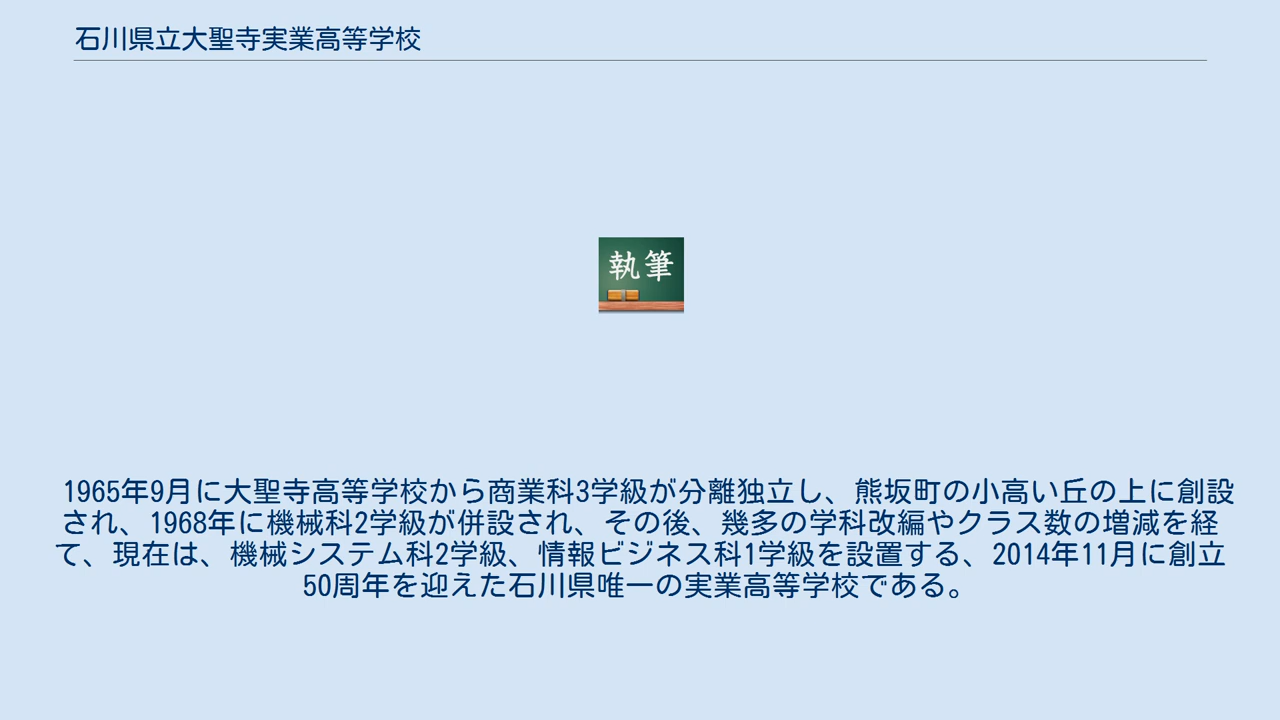 石川県立大聖寺実業高等学校
執筆
1965年9月に大聖寺高等学校から商業科3学級が分離独立し、熊坂町の小高い丘の上に創設
され、1968年に機械科2学級が併設され、その後、幾多の学科改編やクラス数の増減を経
て、現在は、機械システム科2学級、情報ビジネス科1学級を設置する、2014年11月に創立
50周年を迎えた石川県唯一の実業高等学校である。